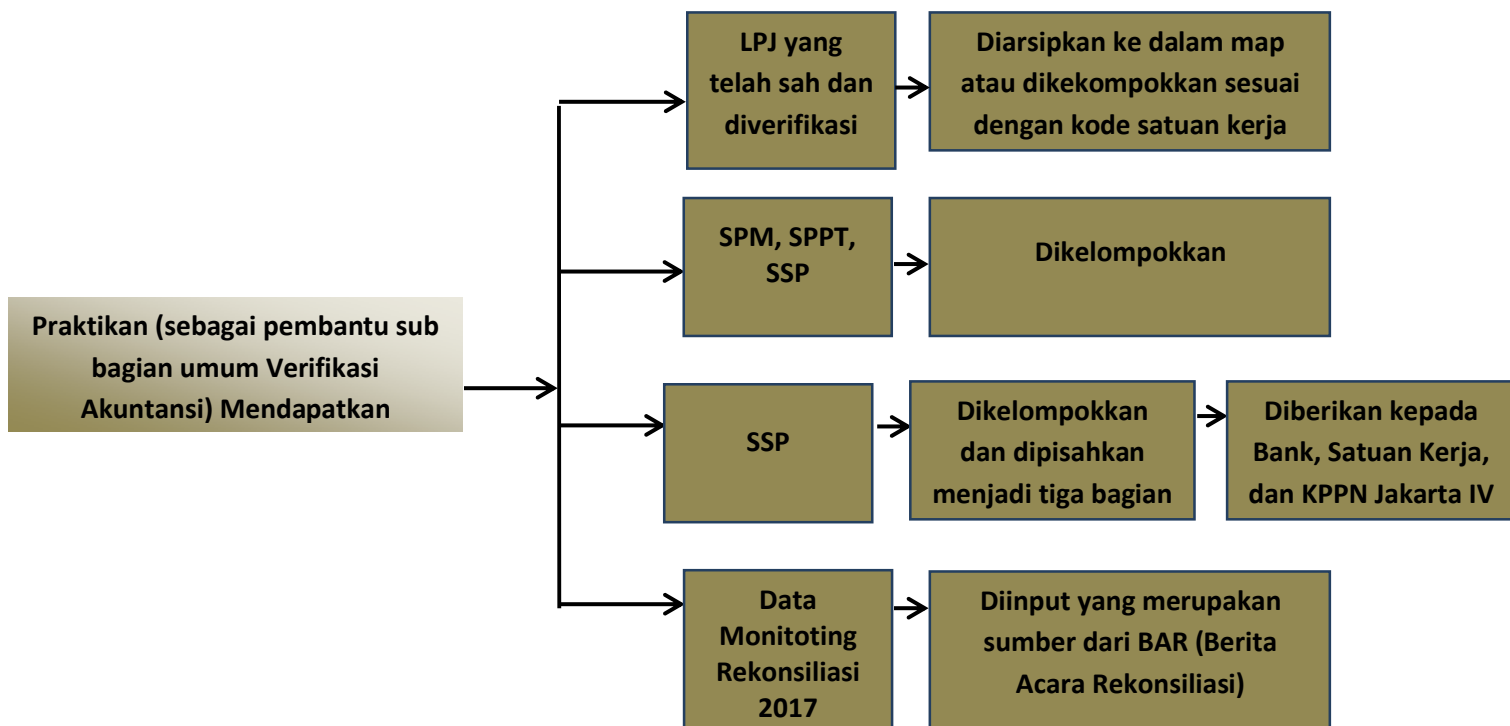 Praktikan (sebagai pembantu sub
bagian umum Verifikasi
Akuntansi) Mendapatkan
LPJ yang
telah sah dan
diverifikasi
Diarsipkan ke dalam map
atau dikekompokkan sesuai
dengan kode satuan kerja
SPM, SPPT,
SSP
Dikelompokkan
SSP
Dikelompokkan
dan dipisahkan
menjadi tiga bagian
Diberikan kepada
Bank, Satuan Kerja,
dan KPPN Jakarta IV
Data
Monitoting
Rekonsiliasi
2017
Diinput yang merupakan
sumber dari BAR (Berita
Acara Rekonsiliasi)